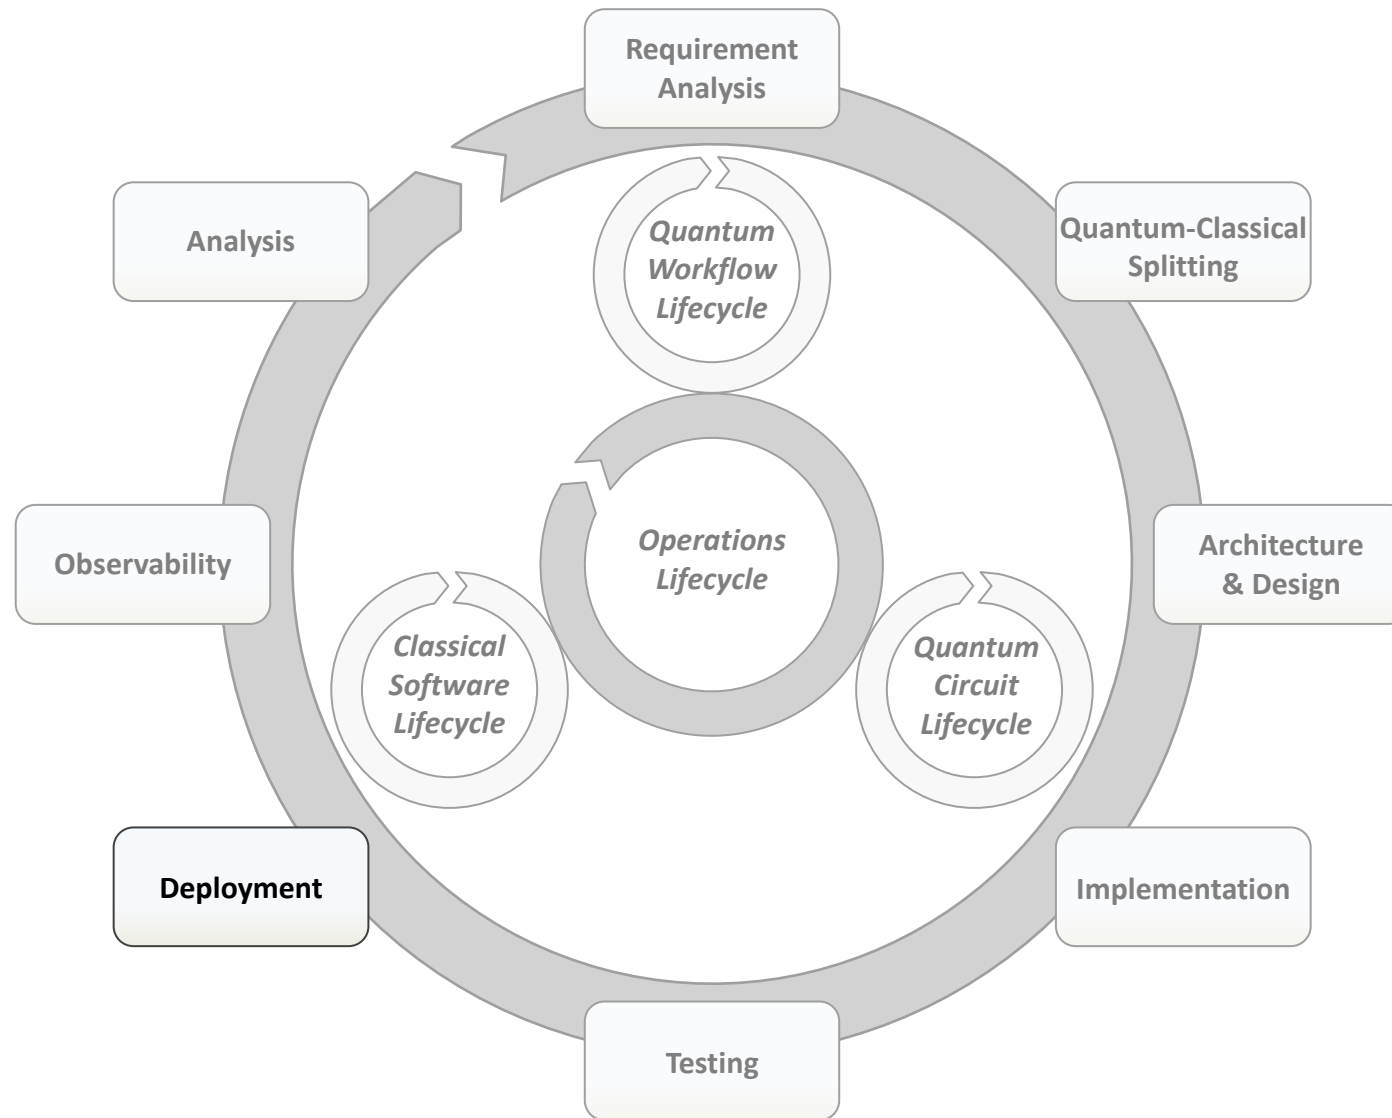 Requirement
Analysis
Quantum-Classical
Splitting
Analysis
Quantum
Workflow
Lifecycle
Observability
Operations
Lifecycle
Architecture
& Design
Classical
Software
Lifecycle
Quantum
Circuit
Lifecycle
Deployment
Implementation
Testing